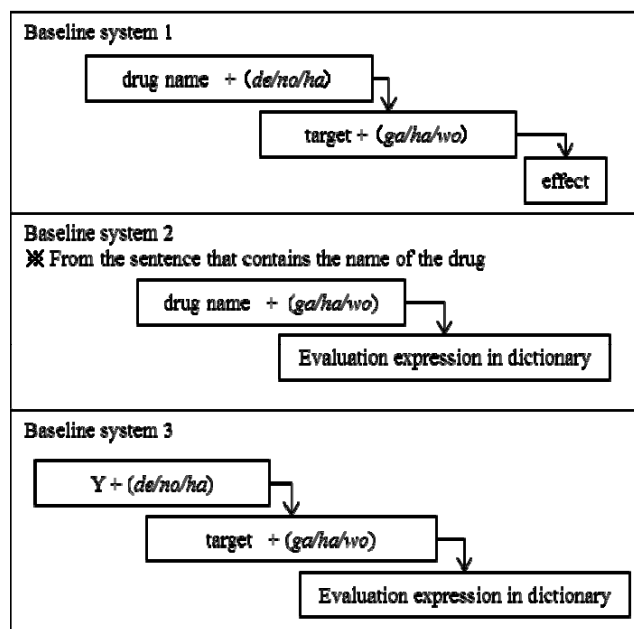 Baseline system 1
drug name + (de/no/ha)
target + (ga/ha/wo)
effect
Baseline system 2
※ From the sentence that contains the name of the drug
drug name + (ga/ha/wo)
Evaluation expression in dictionary
Baseline system 3
Y + (de/no/ha)
target + (ga/ha/wo)
Evaluation expression in dictionary